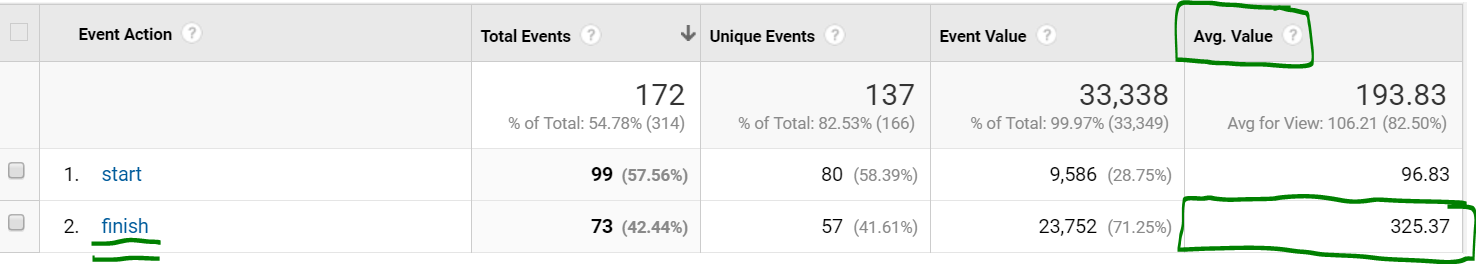 Event Action ? Total Events ? Unique Events ? Event Value ? Avg. Value ?
172 137 33,338 193.83
% of Total: 54.78% (314) % of Total: 82.53% (166) % of Total: 99.97% (33,349) Avg for View: 106.21 (82.50%)
1. start 99 (57.56%) 80 (58.39%) 9,586 (28.75%) 96.83
2. finish 73 (42.44%) 57 (41.61%) 23,752 (71.25%) 325.37